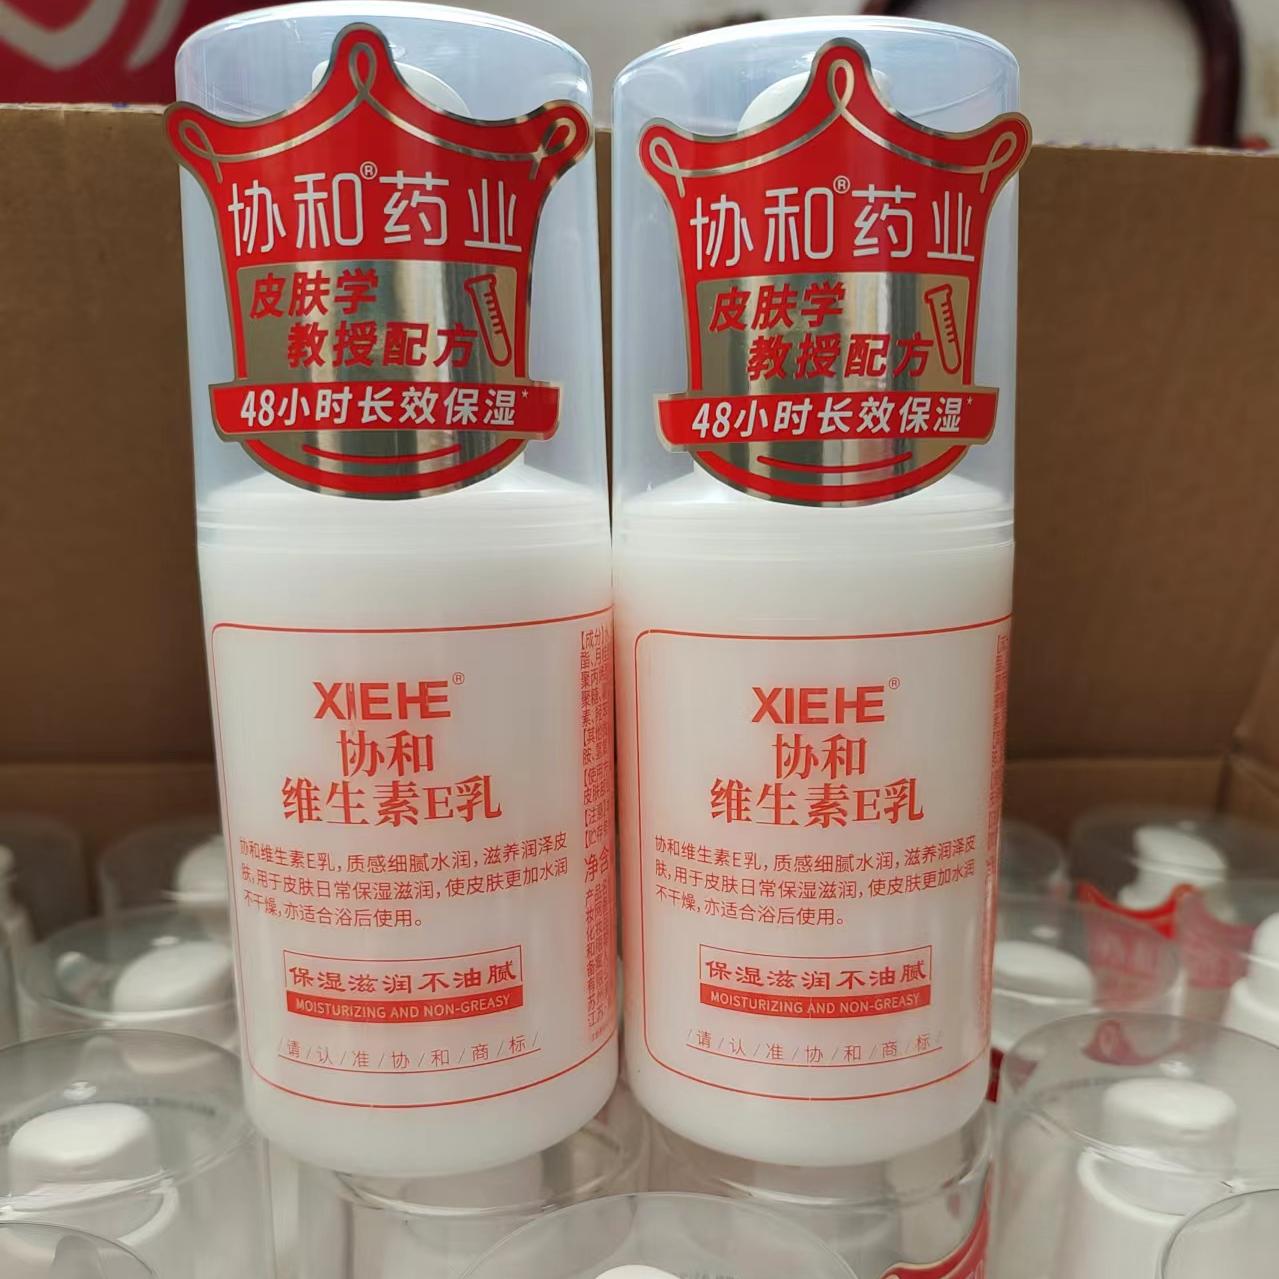 协和®药业
皮肤学
教授配方
48小时长效保湿*
XIEHE®
协和
维生素E乳
协和维生素E乳，质感细腻水润，滋养润泽皮
肤，用于皮肤日常保湿滋润，使皮肤更加水润
不干燥，亦适合浴后使用。
保湿滋润不油腻
MOISTURIZING AND NON-GREASY
/请/认/准/协/和/商/标/
【成分】
净含
协和®药业
皮肤学
教授配方
48小时长效保湿*
XIEHE®
协和
维生素E乳
协和维生素E乳，质感细腻水润，滋养润泽皮
肤，用于皮肤日常保湿滋润，使皮肤更加水润
不干燥，亦适合浴后使用。
保湿滋润不油腻
MOISTURIZING AND NON-GREASY
/请/认/准/协/和/商/标/